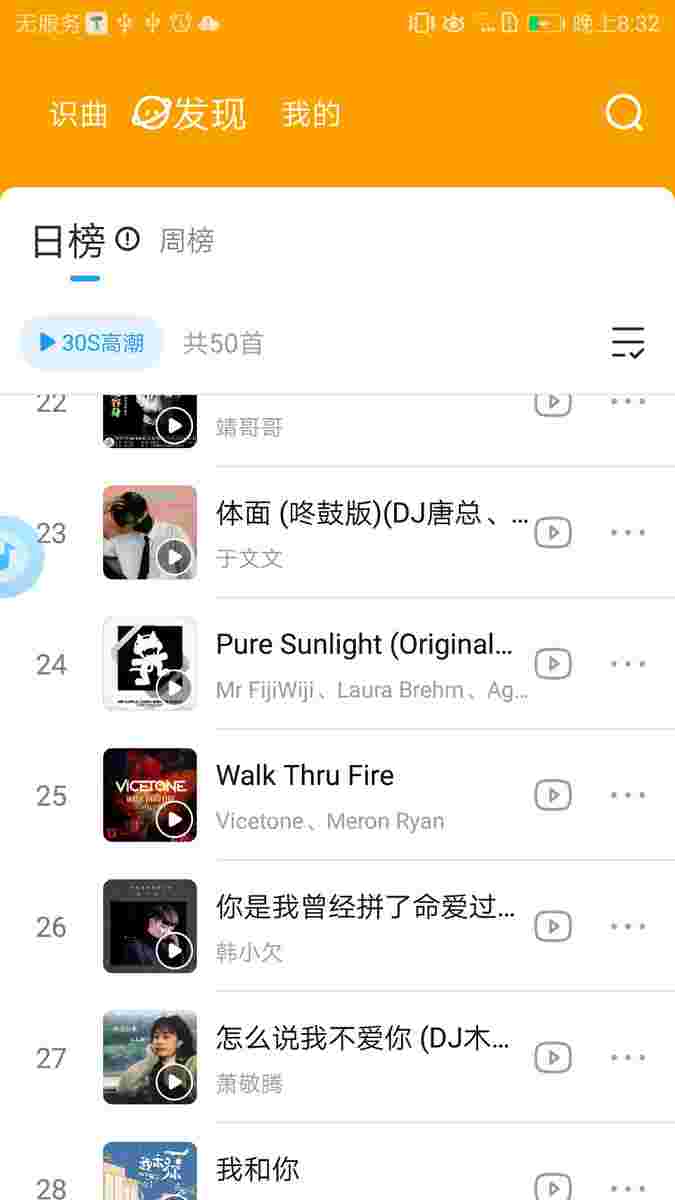 无服务 晚上8:32
识曲 发现 我的
日榜 周榜
30S高潮 共50首
22
靖哥哥
23
体面 (咚鼓版)(DJ唐总、...
于文文
24
Pure Sunlight (Original...
Mr FijiWiji、Laura Brehm、Ag...
25
VICETONE
Walk Thru Fire
Vicetone、Meron Ryan
26
你是我曾经拼了命爱过...
韩小欠
27
怎么说我不爱你 (DJ木...
萧敬腾
28
我和你